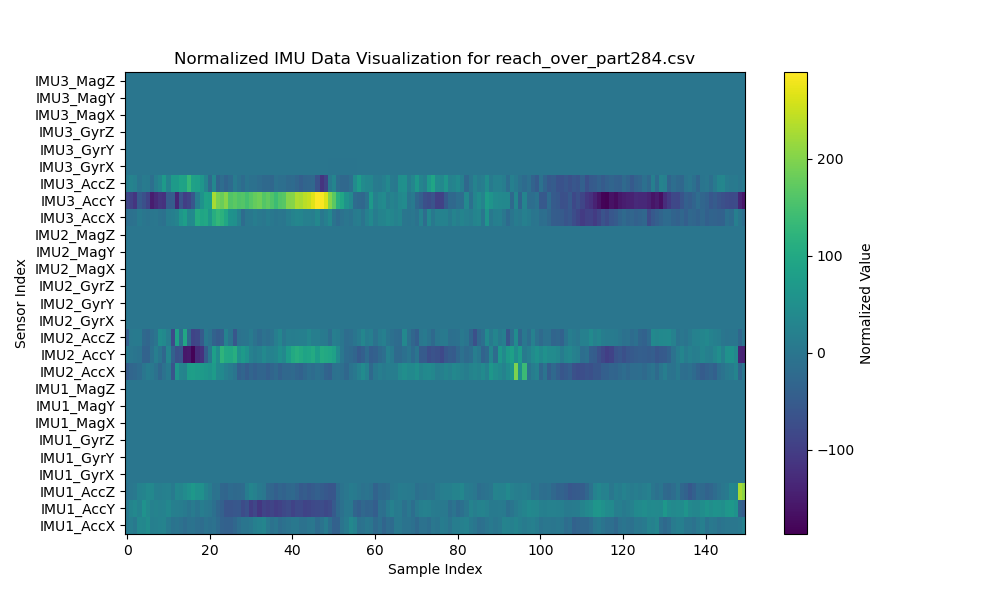 Normalized IMU Data Visualization for reach_over_part284.csv
IMU3_MagZ
IMU3_MagY
IMU3_MagX
IMU3_GyrZ
IMU3_GyrY
IMU3_GyrX
IMU3_AccZ
IMU3_AccY
IMU3_AccX
IMU2_MagZ
IMU2_MagY
IMU2_MagX
IMU2_GyrZ
IMU2_GyrY
IMU2_GyrX
IMU2_AccZ
IMU2_AccY
IMU2_AccX
IMU1_MagZ
IMU1_MagY
IMU1_MagX
IMU1_GyrZ
IMU1_GyrY
IMU1_GyrX
IMU1_AccZ
IMU1_AccY
IMU1_AccX
Sensor Index
0 20 40 60 80 100 120 140
Sample Index
200
100
0
−100
Normalized Value